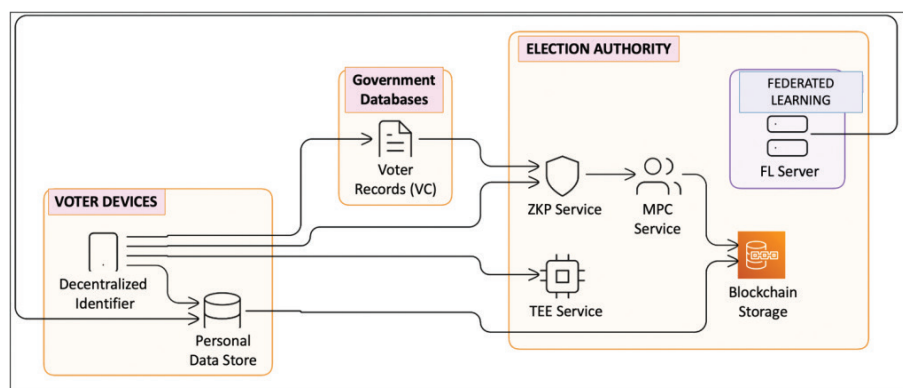 ELECTION AUTHORITY
Government
Databases
FEDERATED
LEARNING
Voter
Records (VC)
FL Server
VOTER DEVICES
ZKP Service
MPC
Service
Decentralized
Identifier
TEE Service
Blockchain
Storage
Personal
Data Store